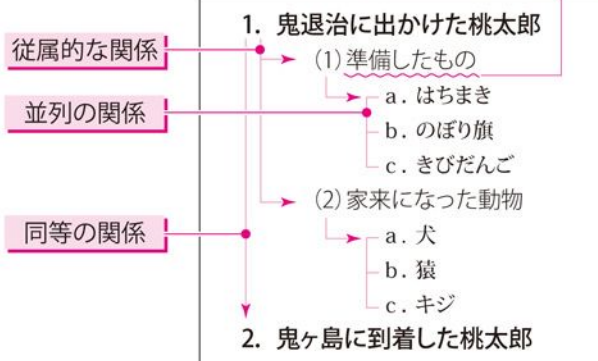 1. 鬼退治に出かけた桃太郎
従属的な関係
(1) 準備したもの
a. はちまき
並列の関係
b. のぼり旗
c. きびだんご
(2) 家来になった動物
同等の関係
a. 犬
b. 猿
c. キジ
2. 鬼ヶ島に到着した桃太郎